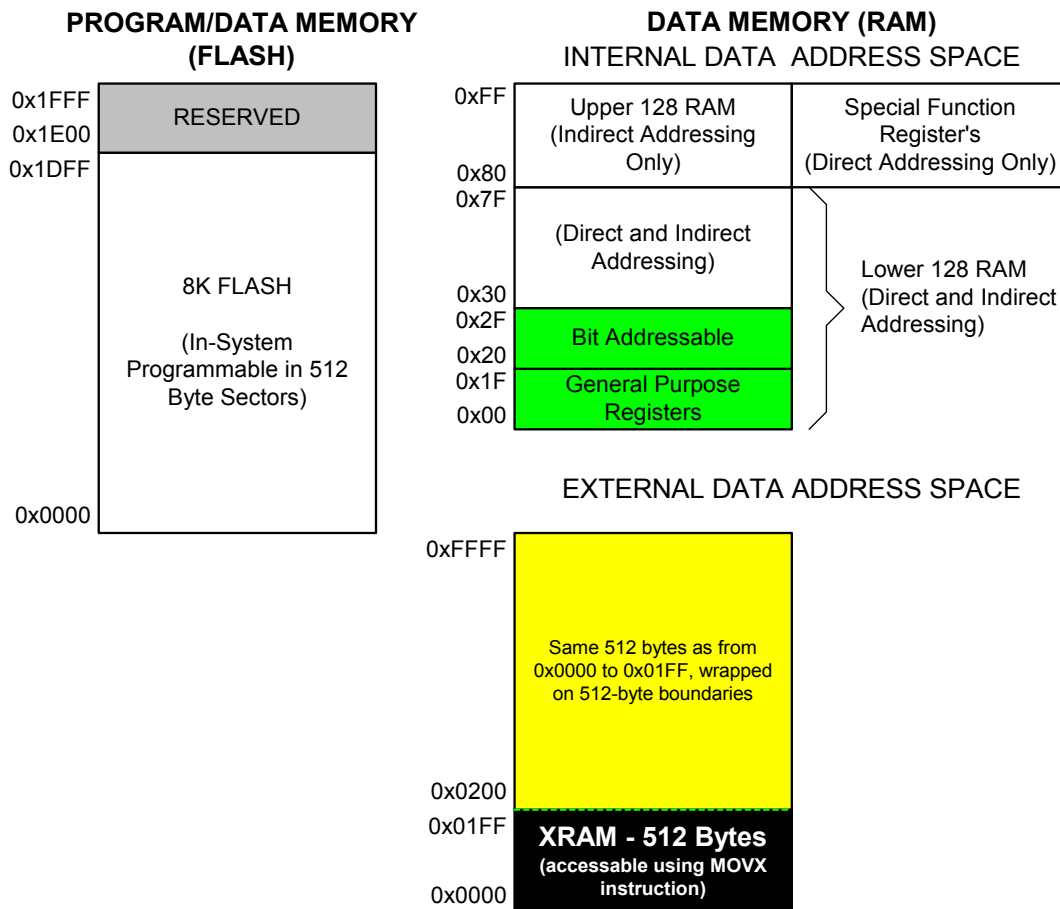 PROGRAM/DATA MEMORY
(FLASH)
0x1FFF
RESERVED
0x1E00
0x1DFF
8K FLASH
(In-System
Programmable in 512
Byte Sectors)
0x0000
DATA MEMORY (RAM)
INTERNAL DATA ADDRESS SPACE
0xFF
Upper 128 RAM
(Indirect Addressing
Only)
0x80
Special Function
Register's
(Direct Addressing Only)
0x7F
(Direct and Indirect
Addressing)
0x30
Lower 128 RAM
(Direct and Indirect
Addressing)
0x2F
Bit Addressable
0x20
0x1F
General Purpose
Registers
0x00
EXTERNAL DATA ADDRESS SPACE
0xFFFF
Same 512 bytes as from
0x0000 to 0x01FF, wrapped
on 512-byte boundaries
0x0200
0x01FF
XRAM - 512 Bytes
(accessable using MOVX
instruction)
0x0000